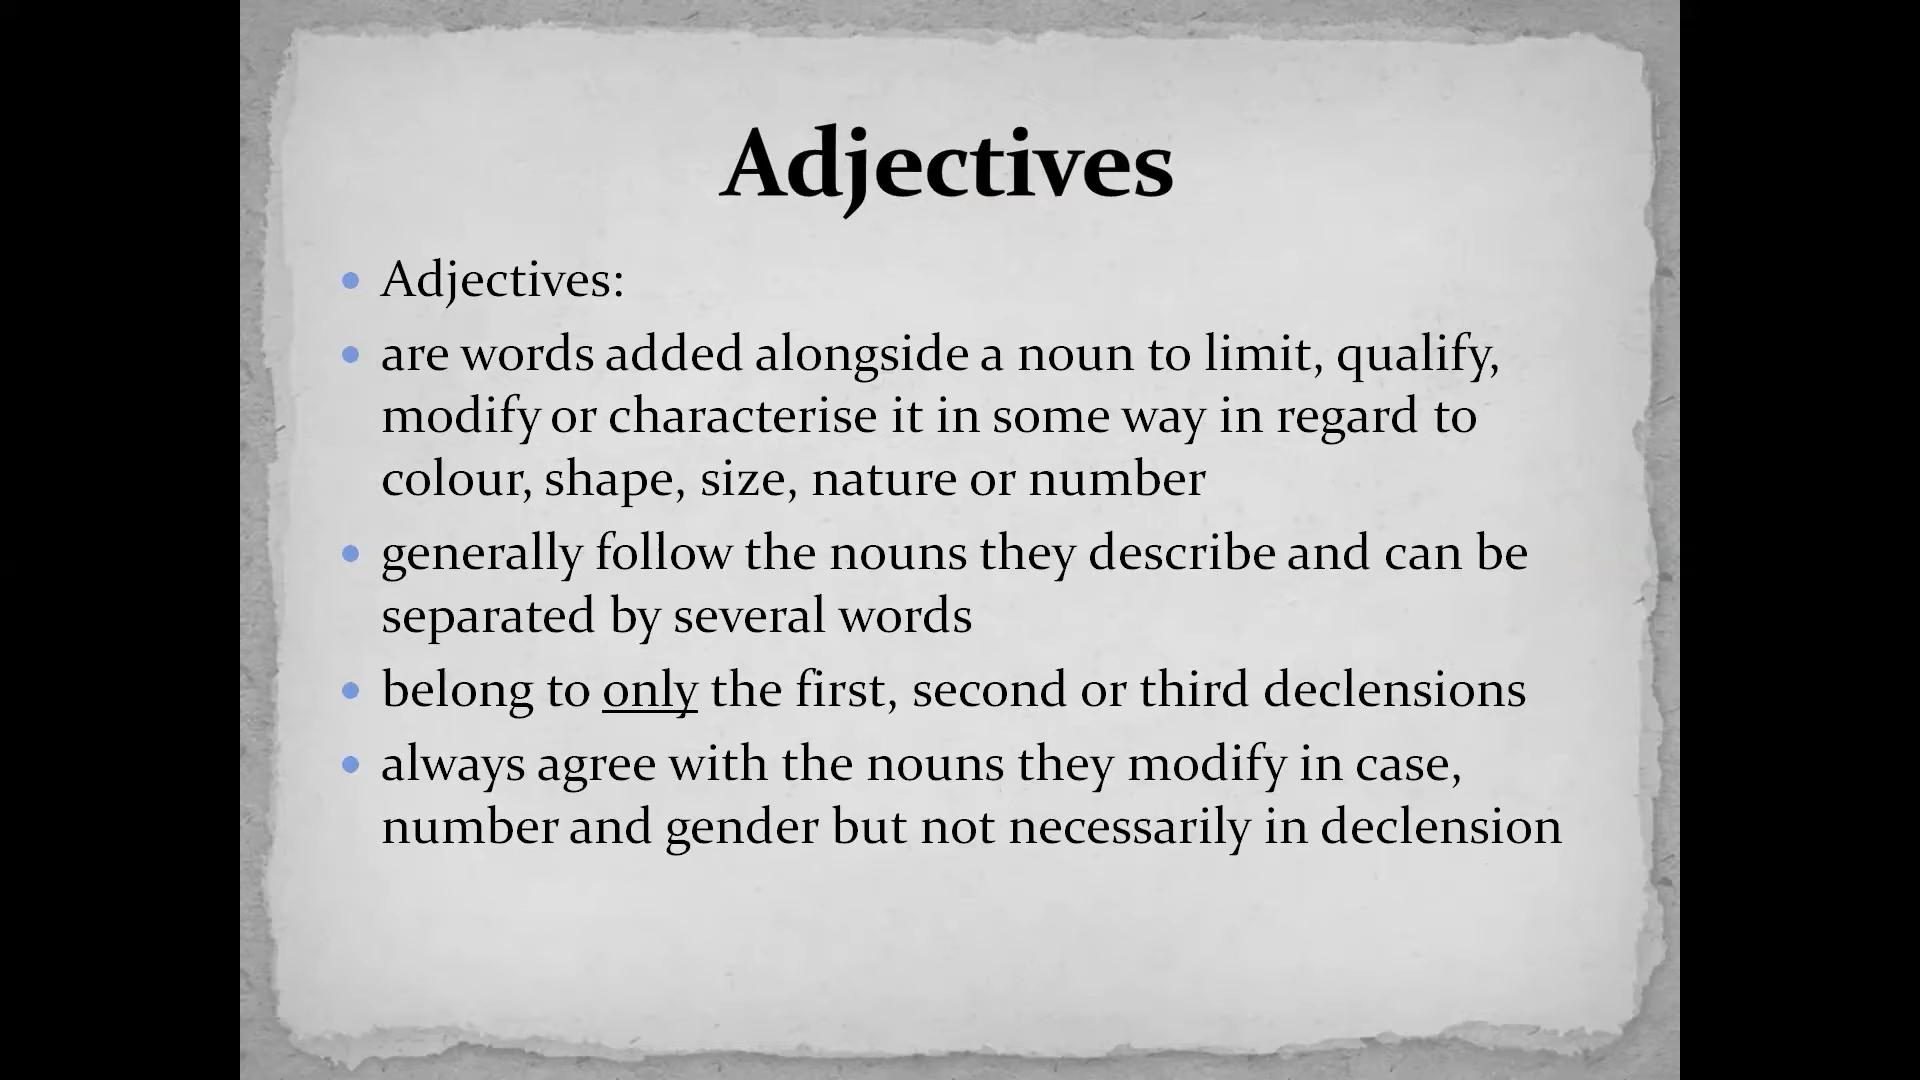 Adjectives
Adjectives:
are words added alongside a noun to limit, qualify,
modify or characterise it in some way in regard to
colour, shape, size, nature or number
generally follow the nouns they describe and can be
separated by several words
belong to only the first, second or third declensions
always agree with the nouns they modify in case,
number and gender but not necessarily in declension